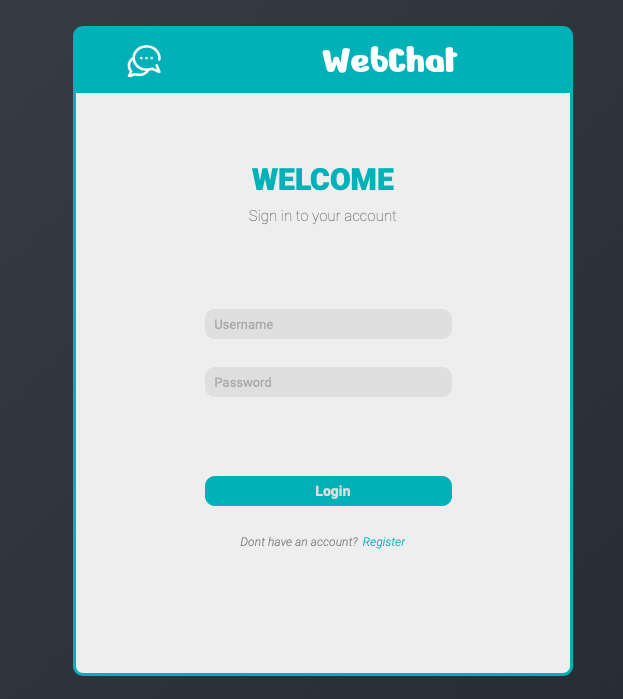 WebChat
WELCOME
Sign in to your account
Username
Password
Login
Dont have an account? Register